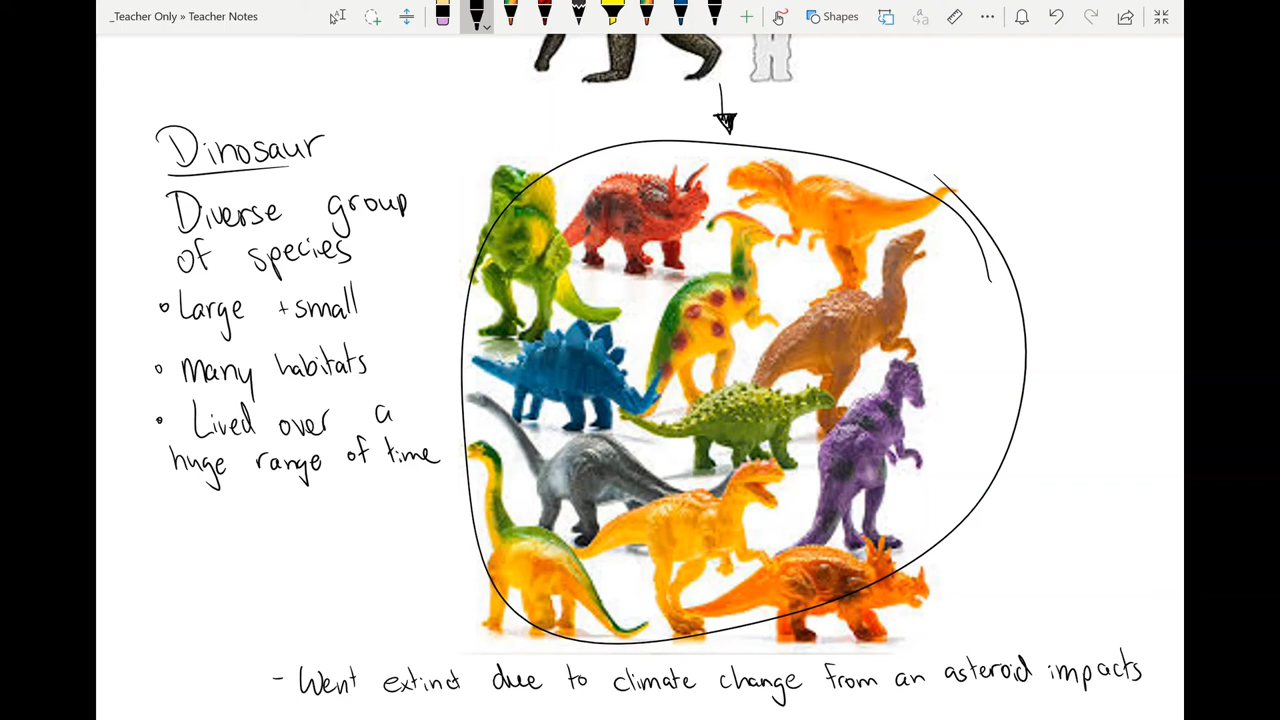 _Teacher Only » Teacher Notes
Shapes
Dinosaur
Diverse group
of species
• Large + small
• Many habitats
• Lived over a
huge range of time
- Went extinct due to climate change from an asteroid impacts